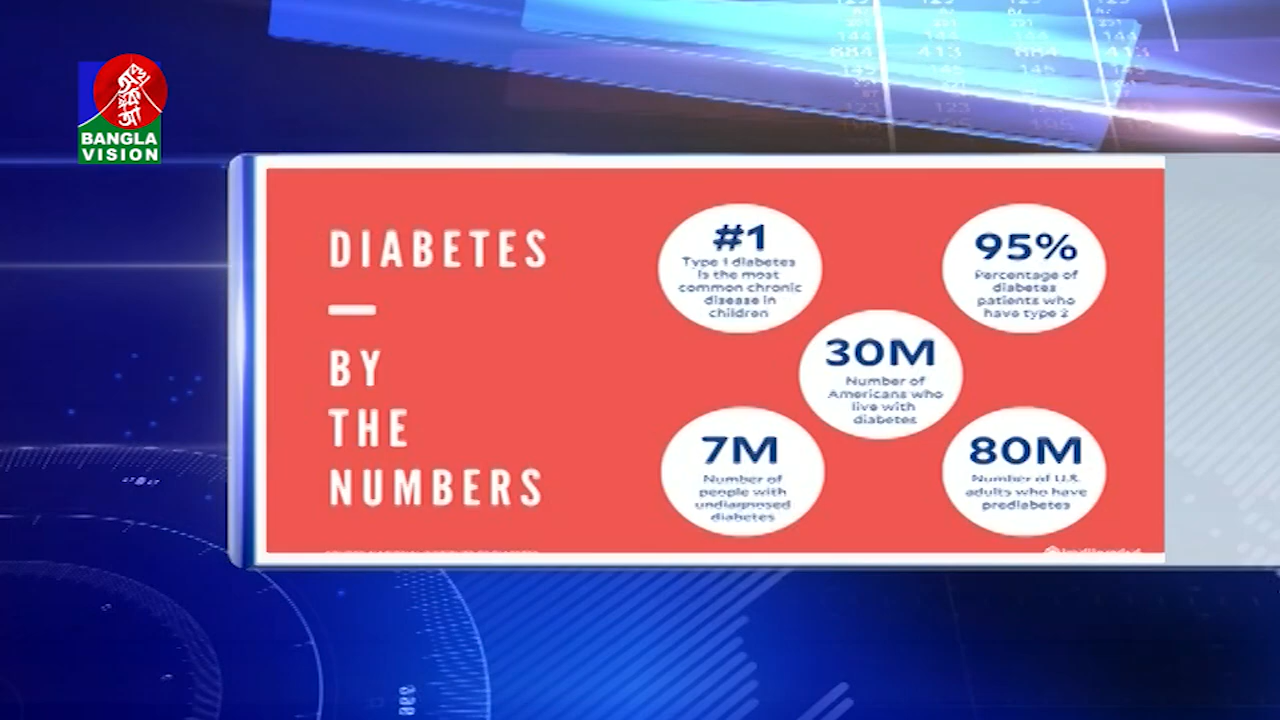 BANGLA
VISION
DIABETES
BY
THE
NUMBERS
#1
Type 1 diabetes
is the most
common chronic
disease in
children
95%
Percentage of
diabetes
patients who
have type 2
30M
Number of
Americans who
live with
diabetes
7M
Number of
people with
undiagnosed
diabetes
80M
Number of U.S.
adults who have
prediabetes